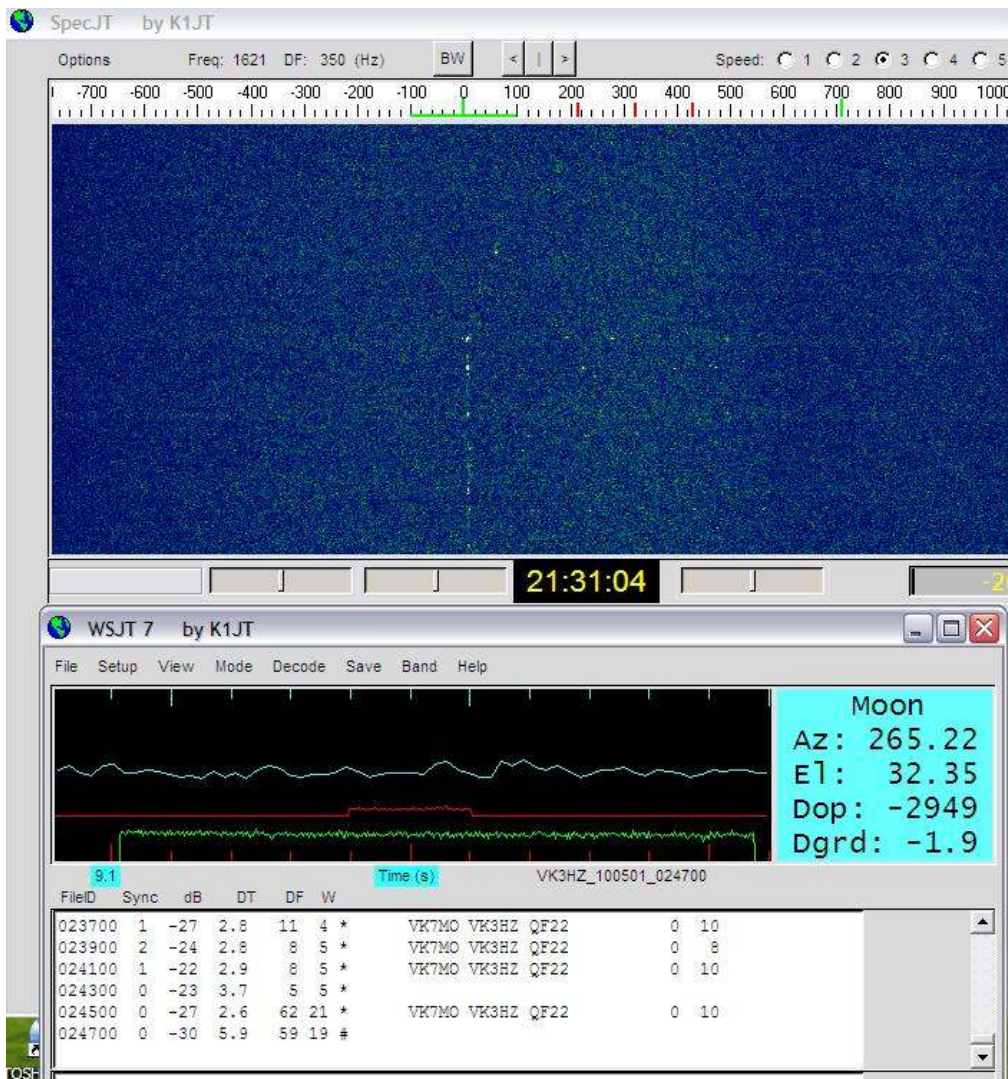 SpecJT by K1JT
Options Freq: 1621 DF: 350 (Hz) BW < | > Speed: 1 2 3 4 5
-700 -600 -500 -400 -300 -200 -100 0 100 200 300 400 500 600 700 800 900 1000
21:31:04
WSJT 7 by K1JT
File Setup View Mode Decode Save Band Help
Moon
Az: 265.22
El: 32.35
Dop: -2949
Dgrd: -1.9
9.1 Time (s) VK3HZ_100501_024700
FileID Sync dB DT DF W
023700 1 -27 2.8 11 4 * VK7MO VK3HZ QF22 0 10
023900 2 -24 2.8 8 5 * VK7MO VK3HZ QF22 0 8
024100 1 -22 2.9 8 5 * VK7MO VK3HZ QF22 0 10
024300 0 -23 3.7 5 5 *
024500 0 -27 2.6 62 21 * VK7MO VK3HZ QF22 0 10
024700 0 -30 5.9 59 19 #